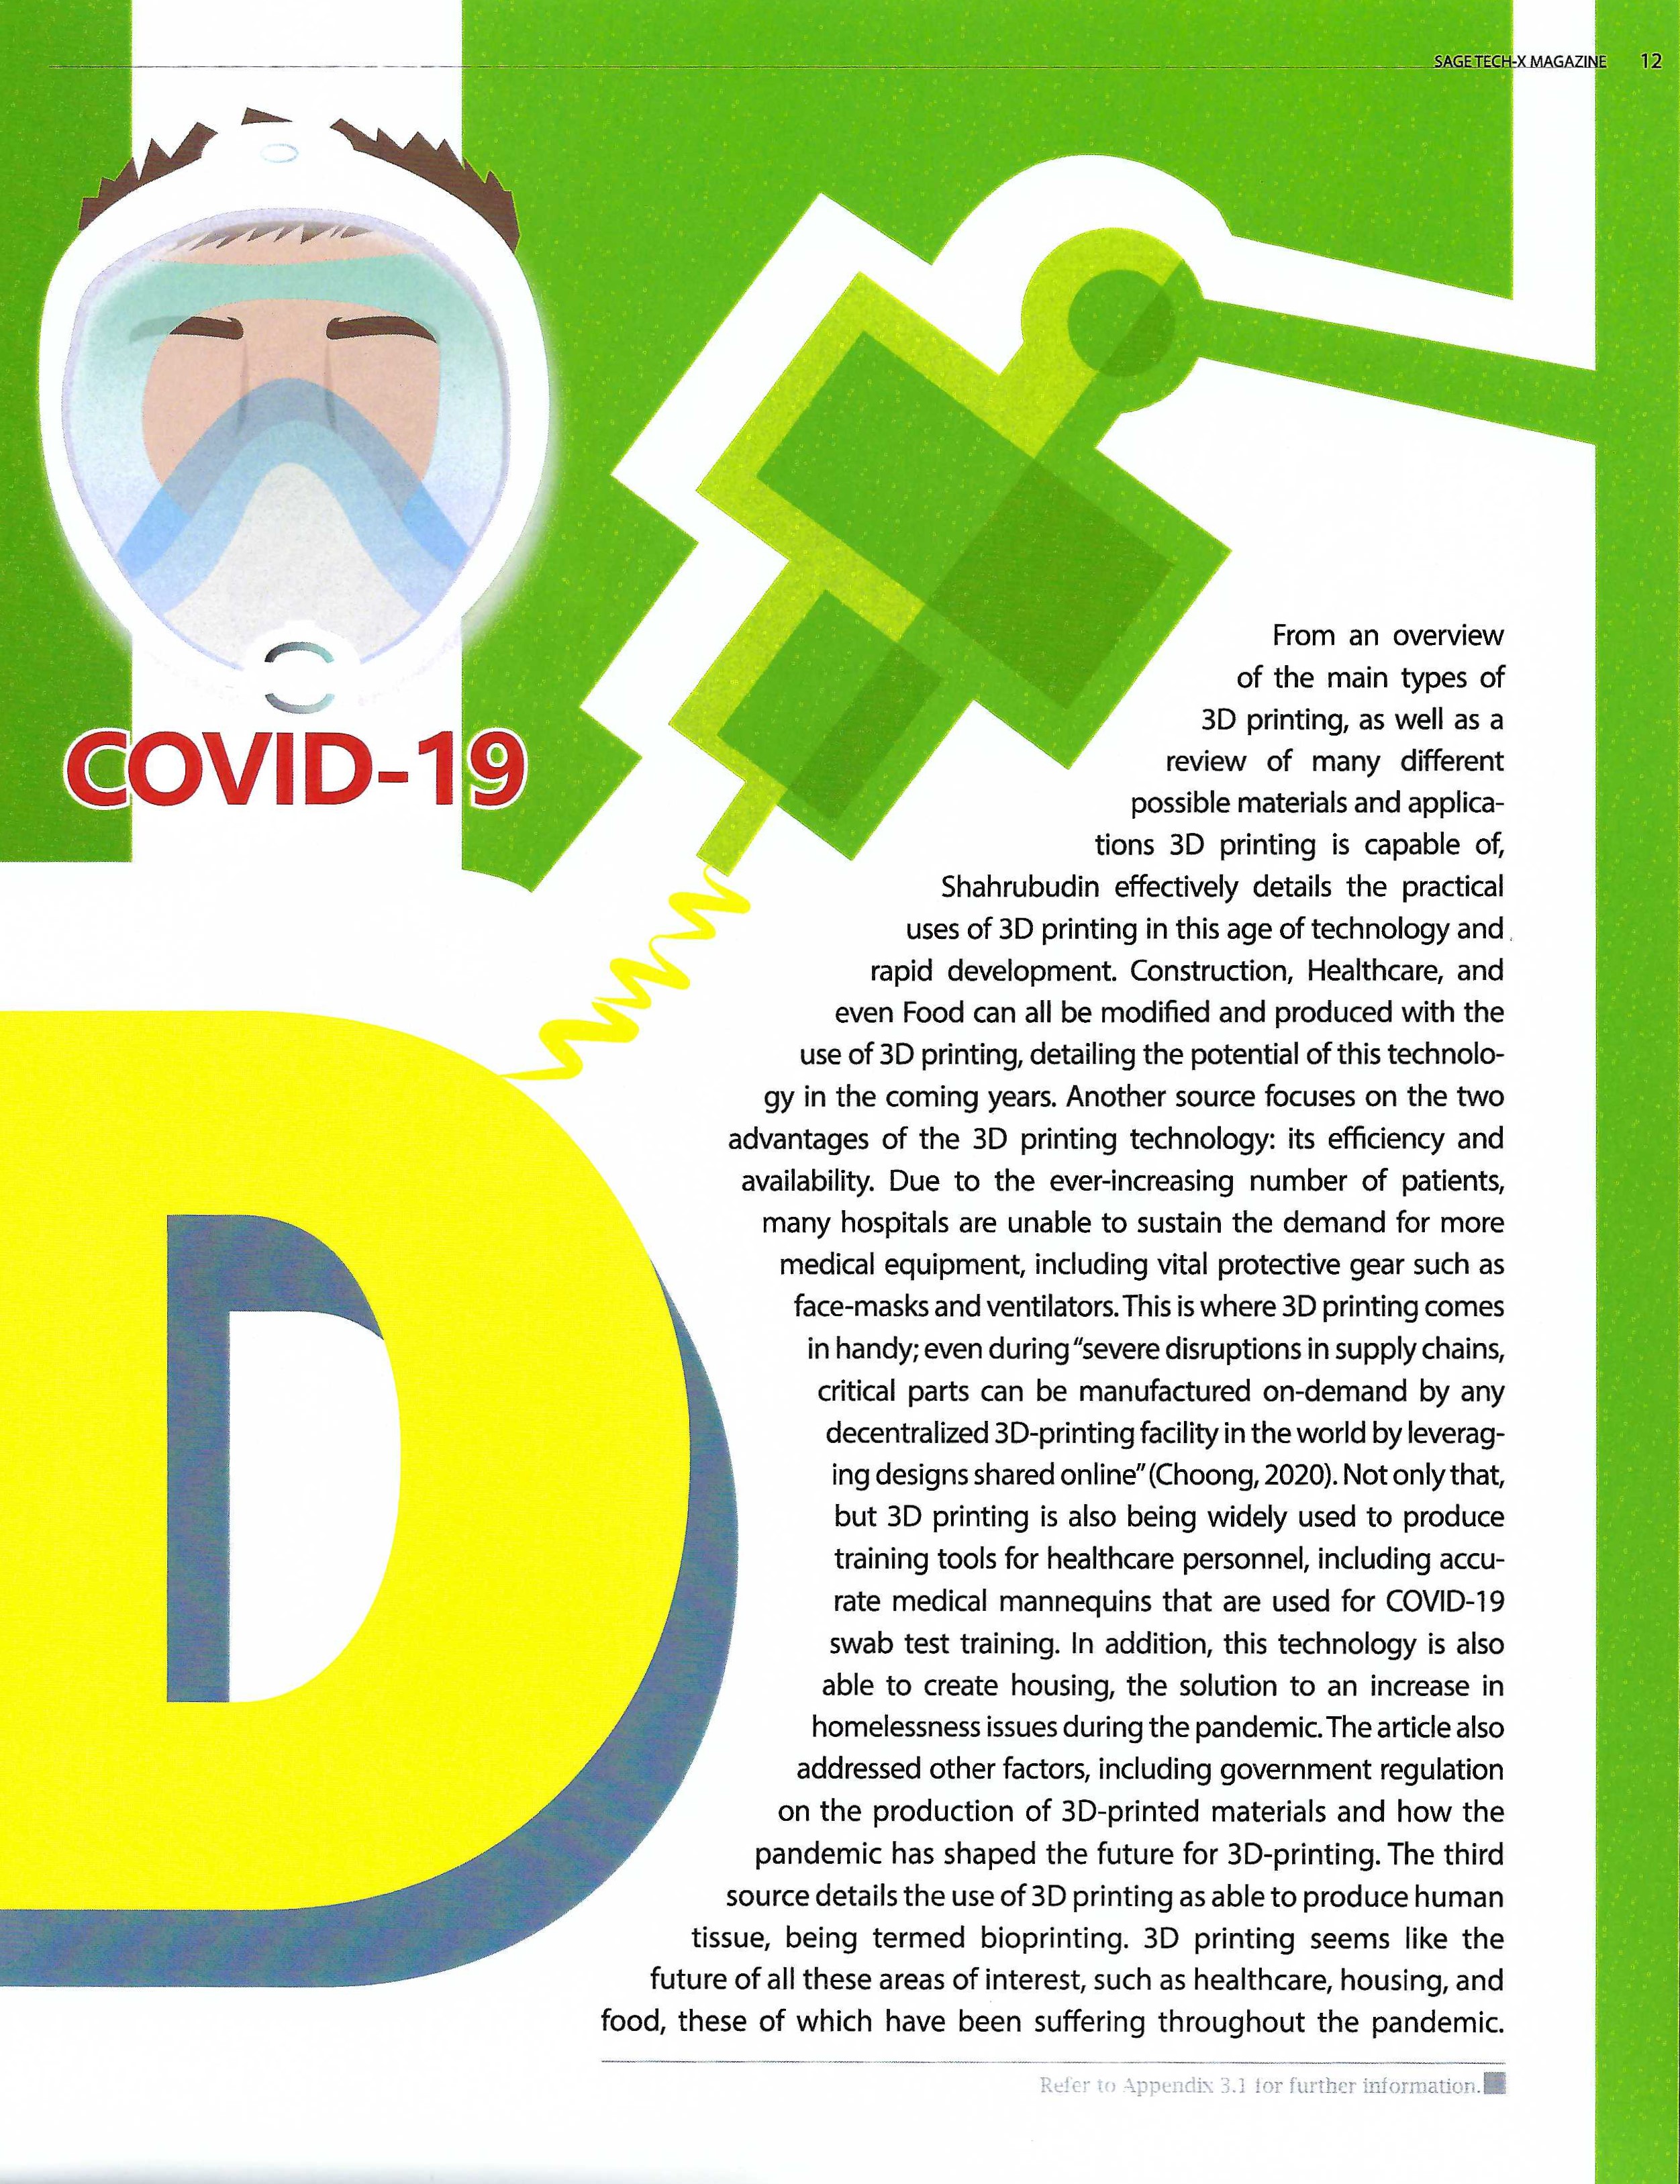 SAGE TECH-X MAGAZINE 12
COVID-19
D
From an overview
of the main types of
3D printing, as well as a
review of many different
possible materials and applica-
tions 3D printing is capable of,
Shahrubudin effectively details the practical
uses of 3D printing in this age of technology and
rapid development. Construction, Healthcare, and
even Food can all be modified and produced with the
use of 3D printing, detailing the potential of this technolo-
gy in the coming years. Another source focuses on the two
advantages of the 3D printing technology: its efficiency and
availability. Due to the ever-increasing number of patients,
many hospitals are unable to sustain the demand for more
medical equipment, including vital protective gear such as
face-masks and ventilators. This is where 3D printing comes
in handy; even during “severe disruptions in supply chains,
critical parts can be manufactured on-demand by any
decentralized 3D-printing facility in the world by leverag-
ing designs shared online” (Choong, 2020). Not only that,
but 3D printing is also being widely used to produce
training tools for healthcare personnel, including accu-
rate medical mannequins that are used for COVID-19
swab test training. In addition, this technology is also
able to create housing, the solution to an increase in
homelessness issues during the pandemic. The article also
addressed other factors, including government regulation
on the production of 3D-printed materials and how the
pandemic has shaped the future for 3D-printing. The third
source details the use of 3D printing as able to produce human
tissue, being termed bioprinting. 3D printing seems like the
future of all these areas of interest, such as healthcare, housing, and
food, these of which have been suffering throughout the pandemic.
Refer to Appendix 3.1 for further information.